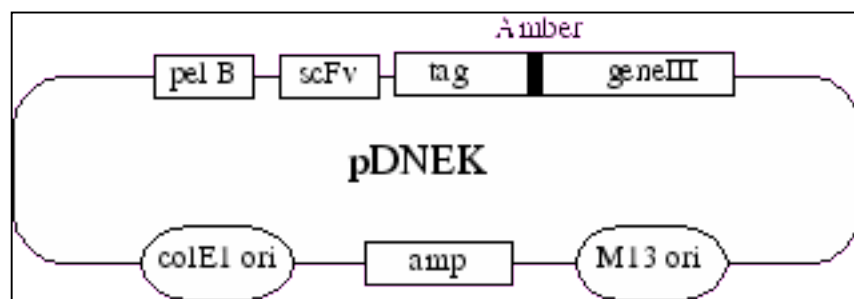 Amber
pel B scFv tag geneIII
pDNEK
colE1 ori amp M13 ori